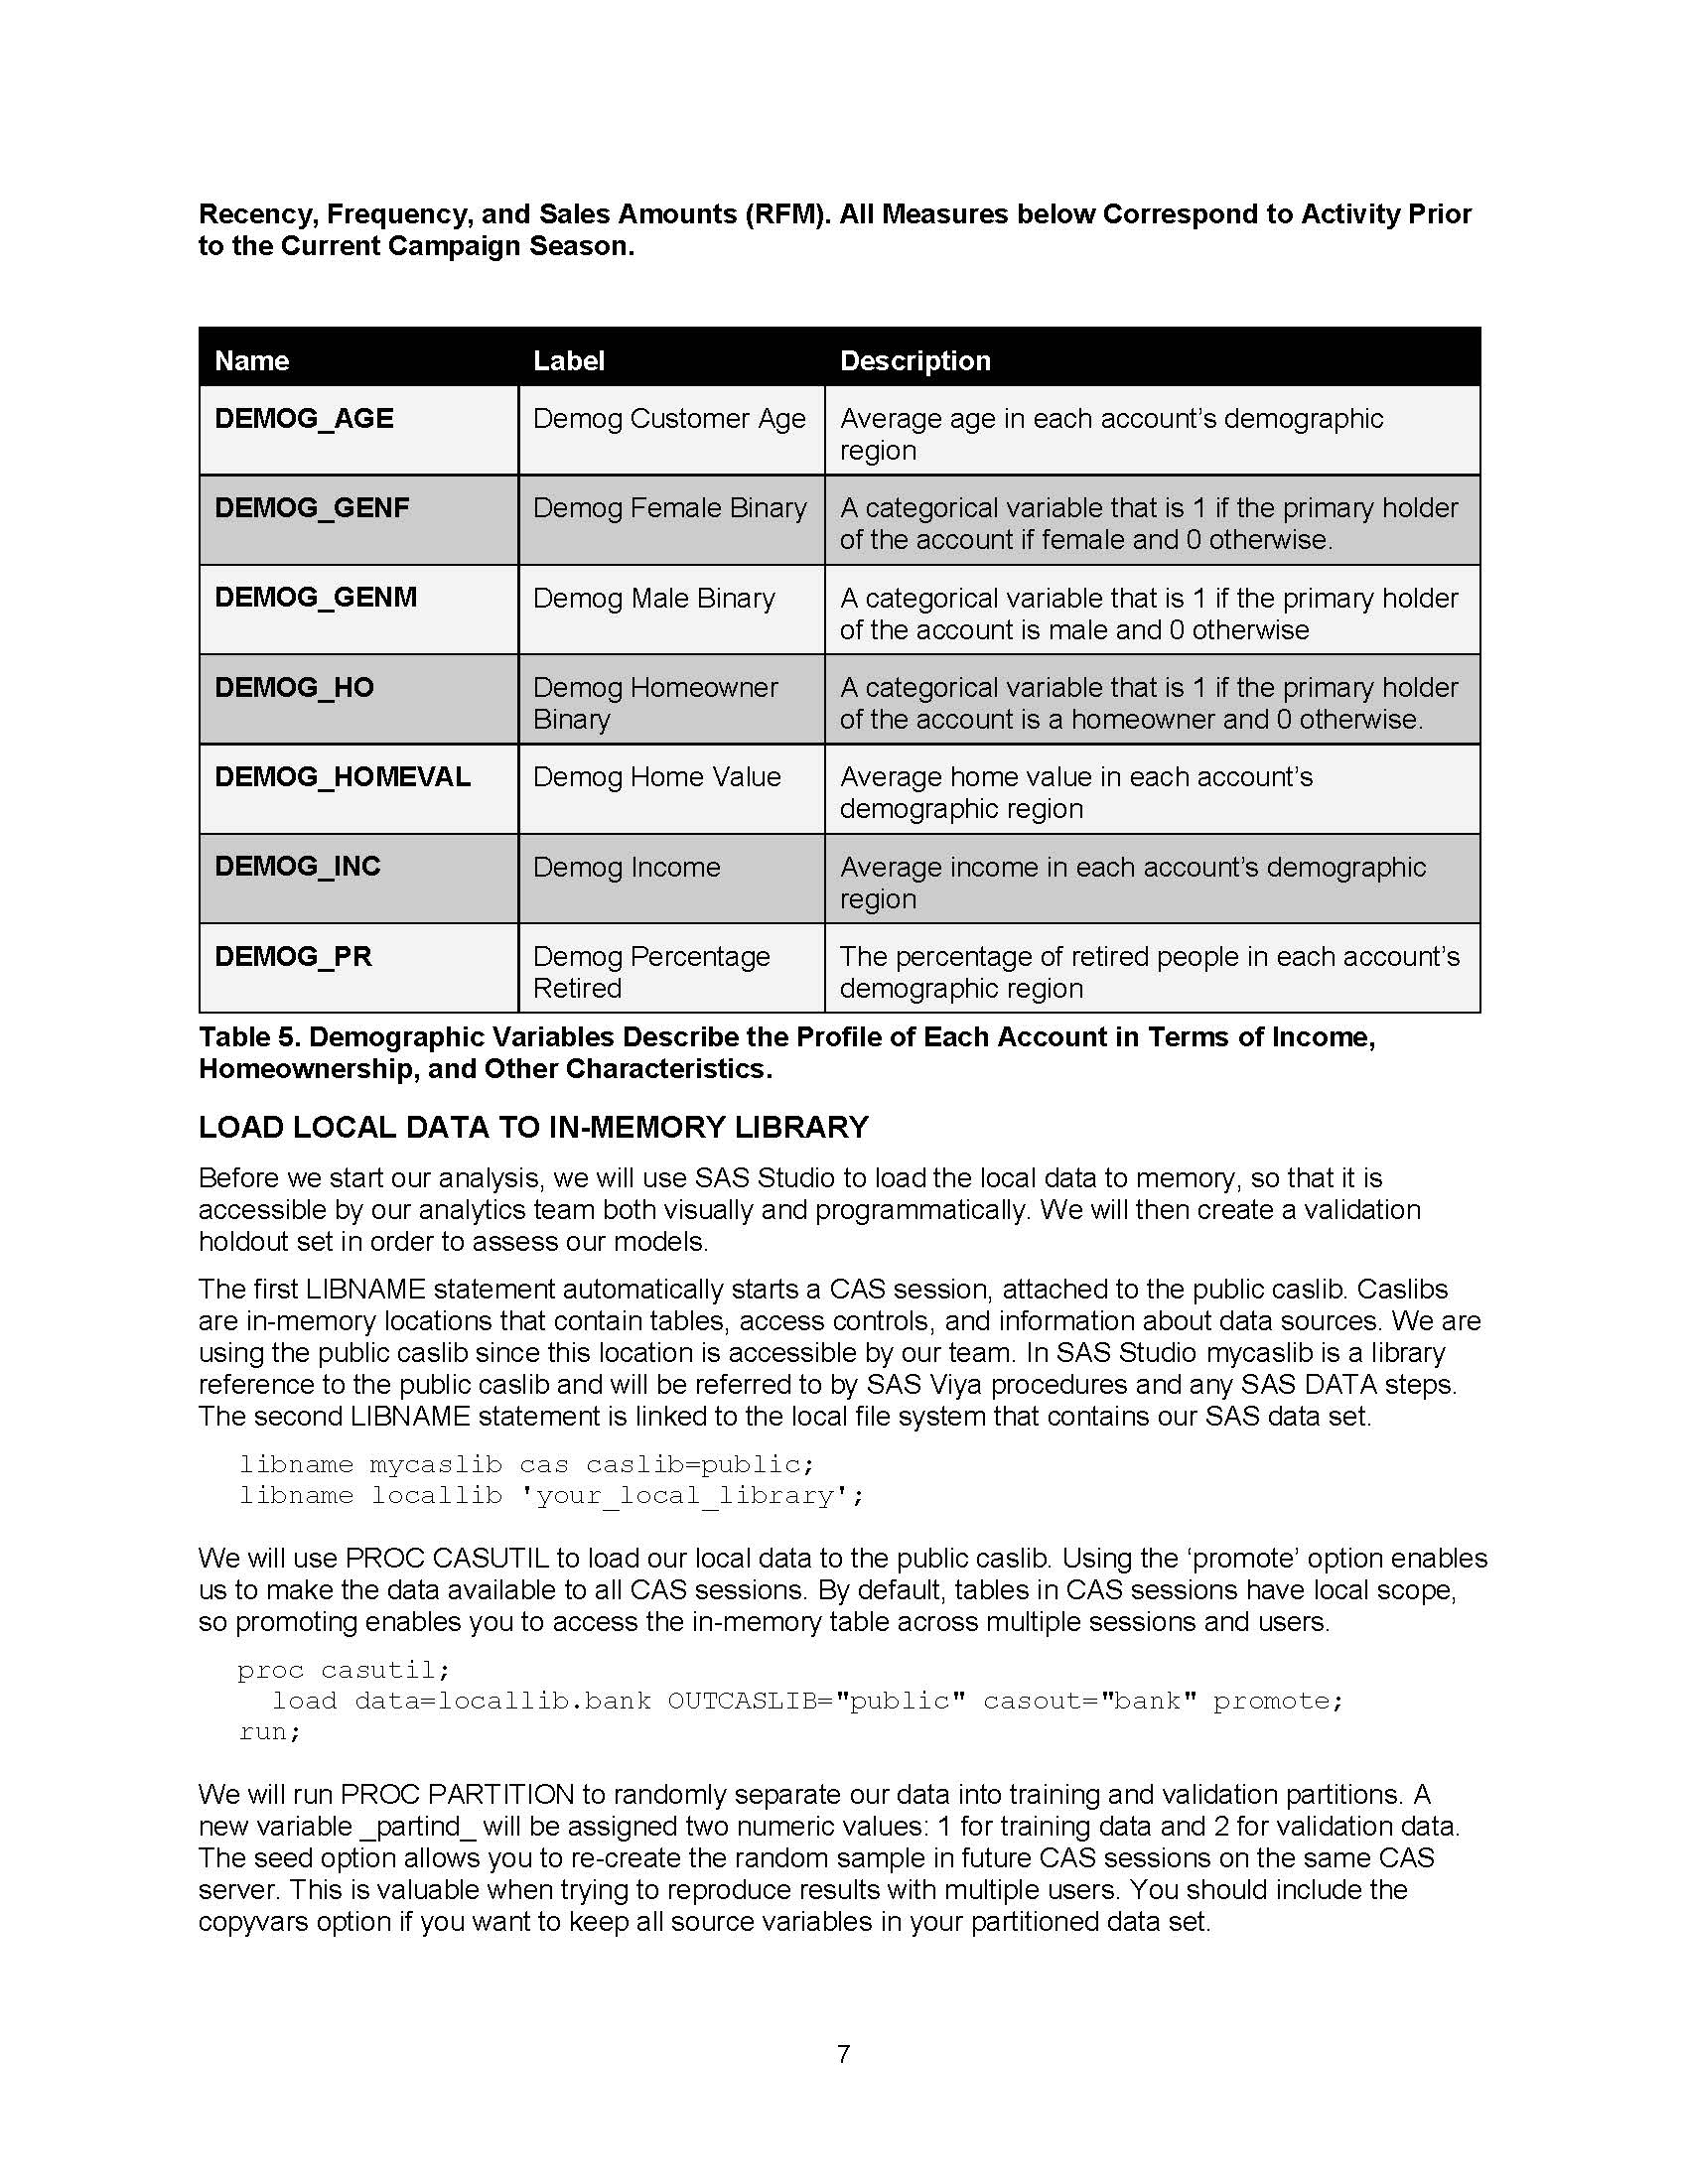 Recency, Frequency, and Sales Amounts (RFM). All Measures below Correspond to Activity Prior
to the Current Campaign Season.
Name Label Description
DEMOG_AGE Demog Customer Age Average age in each account’s demographic
region
DEMOG_GENF Demog Female Binary A categorical variable that is 1 if the primary holder
of the account if female and 0 otherwise.
DEMOG_GENM Demog Male Binary A categorical variable that is 1 if the primary holder
of the account is male and 0 otherwise
DEMOG_HO Demog Homeowner A categorical variable that is 1 if the primary holder
Binary of the account is a homeowner and 0 otherwise.
DEMOG_HOMEVAL Demog Home Value Average home value in each account’s
demographic region
DEMOG_INC Demog Income Average income in each account’s demographic
region
DEMOG_PR Demog Percentage The percentage of retired people in each account’s
Retired demographic region
Table 5. Demographic Variables Describe the Profile of Each Account in Terms of Income,
Homeownership, and Other Characteristics.
LOAD LOCAL DATA TO IN-MEMORY LIBRARY
Before we start our analysis, we will use SAS Studio to load the local data to memory, so that it is
accessible by our analytics team both visually and programmatically. We will then create a validation
holdout set in order to assess our models.
The first LIBNAME statement automatically starts a CAS session, attached to the public caslib. Caslibs
are in-memory locations that contain tables, access controls, and information about data sources. We are
using the public caslib since this location is accessible by our team. In SAS Studio mycaslib is a library
reference to the public caslib and will be referred to by SAS Viya procedures and any SAS DATA steps.
The second LIBNAME statement is linked to the local file system that contains our SAS data set.
libname mycaslib cas caslib=public;
libname locallib 'your_local_library';
We will use PROC CASUTIL to load our local data to the public caslib. Using the ‘promote’ option enables
us to make the data available to all CAS sessions. By default, tables in CAS sessions have local scope,
so promoting enables you to access the in-memory table across multiple sessions and users.
proc casutil;
load data=locallib.bank OUTCASLIB="public" casout="bank" promote;
run;
We will run PROC PARTITION to randomly separate our data into training and validation partitions. A
new variable _partind_ will be assigned two numeric values: 1 for training data and 2 for validation data.
The seed option allows you to re-create the random sample in future CAS sessions on the same CAS
server. This is valuable when trying to reproduce results with multiple users. You should include the
copyvars option if you want to keep all source variables in your partitioned data set.
7